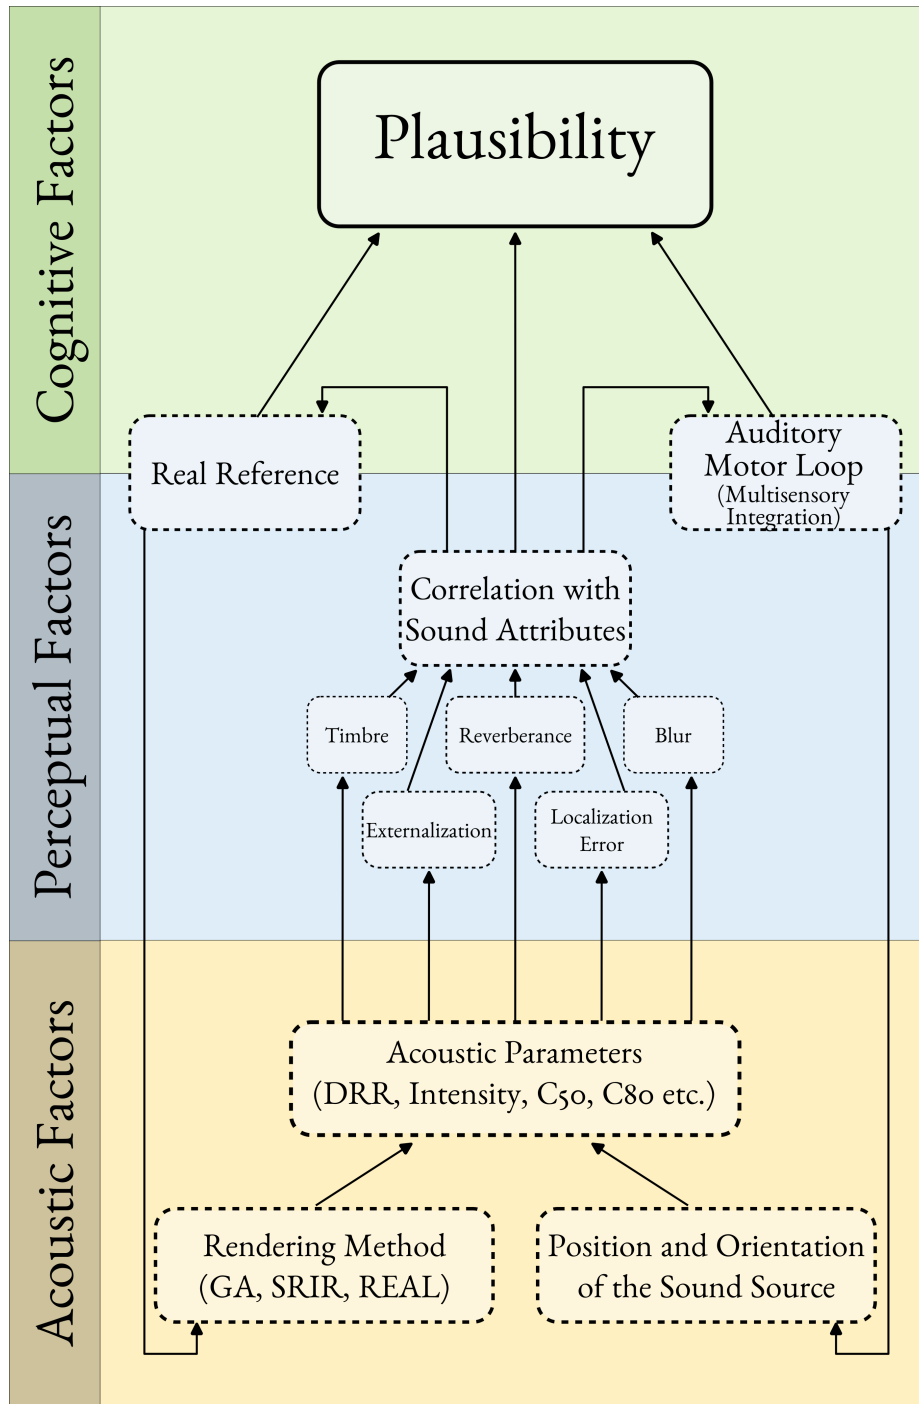 Cognitive Factors
Plausibility
Real Reference
Auditory
Motor Loop
(Multisensory
Integration)
Perceptual Factors
Correlation with
Sound Attributes
Timbre
Reverberance
Blur
Externalization
Localization
Error
Acoustic Factors
Acoustic Parameters
(DRR, Intensity, C50, C80 etc.)
Rendering Method
(GA, SRIR, REAL)
Position and Orientation
of the Sound Source